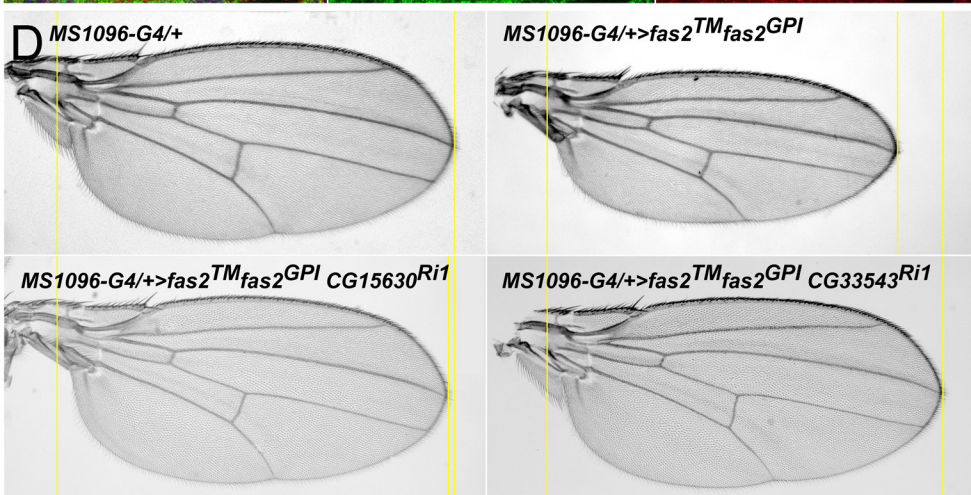 D MS1096-G4/+
MS1096-G4/+>fas2TMfas2GPI
MS1096-G4/+>fas2TMfas2GPI CG15630Ri1
MS1096-G4/+>fas2TMfas2GPI CG33543Ri1